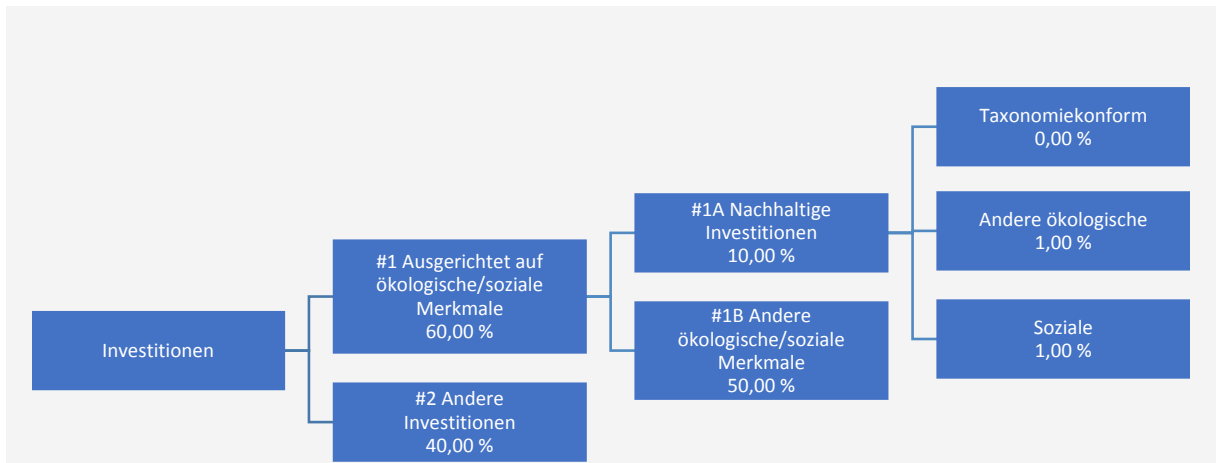 Investitionen
#1 Ausgerichtet auf
ökologische/soziale
Merkmale
60,00 %
#2 Andere
Investitionen
40,00 %
#1A Nachhaltige
Investitionen
10,00 %
#1B Andere
ökologische/soziale
Merkmale
50,00 %
Taxonomiekonform
0,00 %
Andere ökologische
1,00 %
Soziale
1,00 %